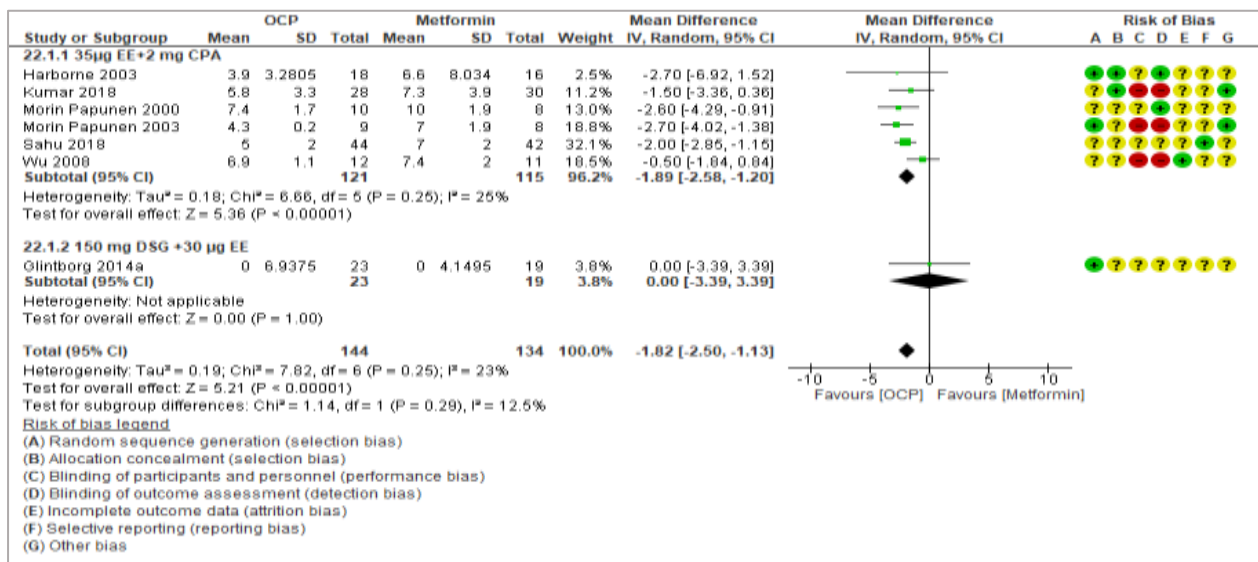 OCP Metformin Mean Difference Mean Difference Risk of Bias
Study or Subgroup Mean SD Total Mean SD Total Weight IV, Random, 95% CI IV, Random, 95% CI A B C D E F G
22.1.1 35µg EE+2 mg CPA
Harborne 2003 3.9 3.2805 18 6.6 8.034 16 2.5% -2.70 [-6.92, 1.52] + + ? + ? ? ?
Kumar 2018 5.8 3.3 28 7.3 3.9 30 11.2% -1.50 [-3.36, 0.36] ? + - - ? ? +
Morin Papunen 2000 7.4 1.7 10 10 1.9 8 13.0% -2.60 [-4.29, -0.91] ? ? ? + ? ? ?
Morin Papunen 2003 4.3 0.2 9 7 1.9 8 18.8% -2.70 [-4.02, -1.38] + ? - - ? ? +
Sahu 2018 5 2 44 7 2 42 32.1% -2.00 [-2.85, -1.15] ? ? ? ? ? + ?
Wu 2008 6.9 1.1 12 7.4 2 11 18.5% -0.50 [-1.84, 0.84] ? ? - - + ? ?
Subtotal (95% CI) 121 115 96.2% -1.89 [-2.58, -1.20]
Heterogeneity: Tau² = 0.18; Chi² = 6.66, df = 5 (P = 0.25); I² = 25%
Test for overall effect: Z = 5.36 (P < 0.00001)
22.1.2 150 mg DSG +30 µg EE
Glintborg 2014a 0 6.9375 23 0 4.1495 19 3.8% 0.00 [-3.39, 3.39] + ? ? ? ? ? ?
Subtotal (95% CI) 23 19 3.8% 0.00 [-3.39, 3.39]
Heterogeneity: Not applicable
Test for overall effect: Z = 0.00 (P = 1.00)
Total (95% CI) 144 134 100.0% -1.82 [-2.50, -1.13]
Heterogeneity: Tau² = 0.19; Chi² = 7.82, df = 6 (P = 0.25); I² = 23%
Test for overall effect: Z = 5.21 (P < 0.00001)
Test for subgroup differences: Chi² = 1.14, df = 1 (P = 0.29), I² = 12.5%
-10 -5 0 5 10
Favours [OCP] Favours [Metformin]
Risk of bias legend
(A) Random sequence generation (selection bias)
(B) Allocation concealment (selection bias)
(C) Blinding of participants and personnel (performance bias)
(D) Blinding of outcome assessment (detection bias)
(E) Incomplete outcome data (attrition bias)
(F) Selective reporting (reporting bias)
(G) Other bias